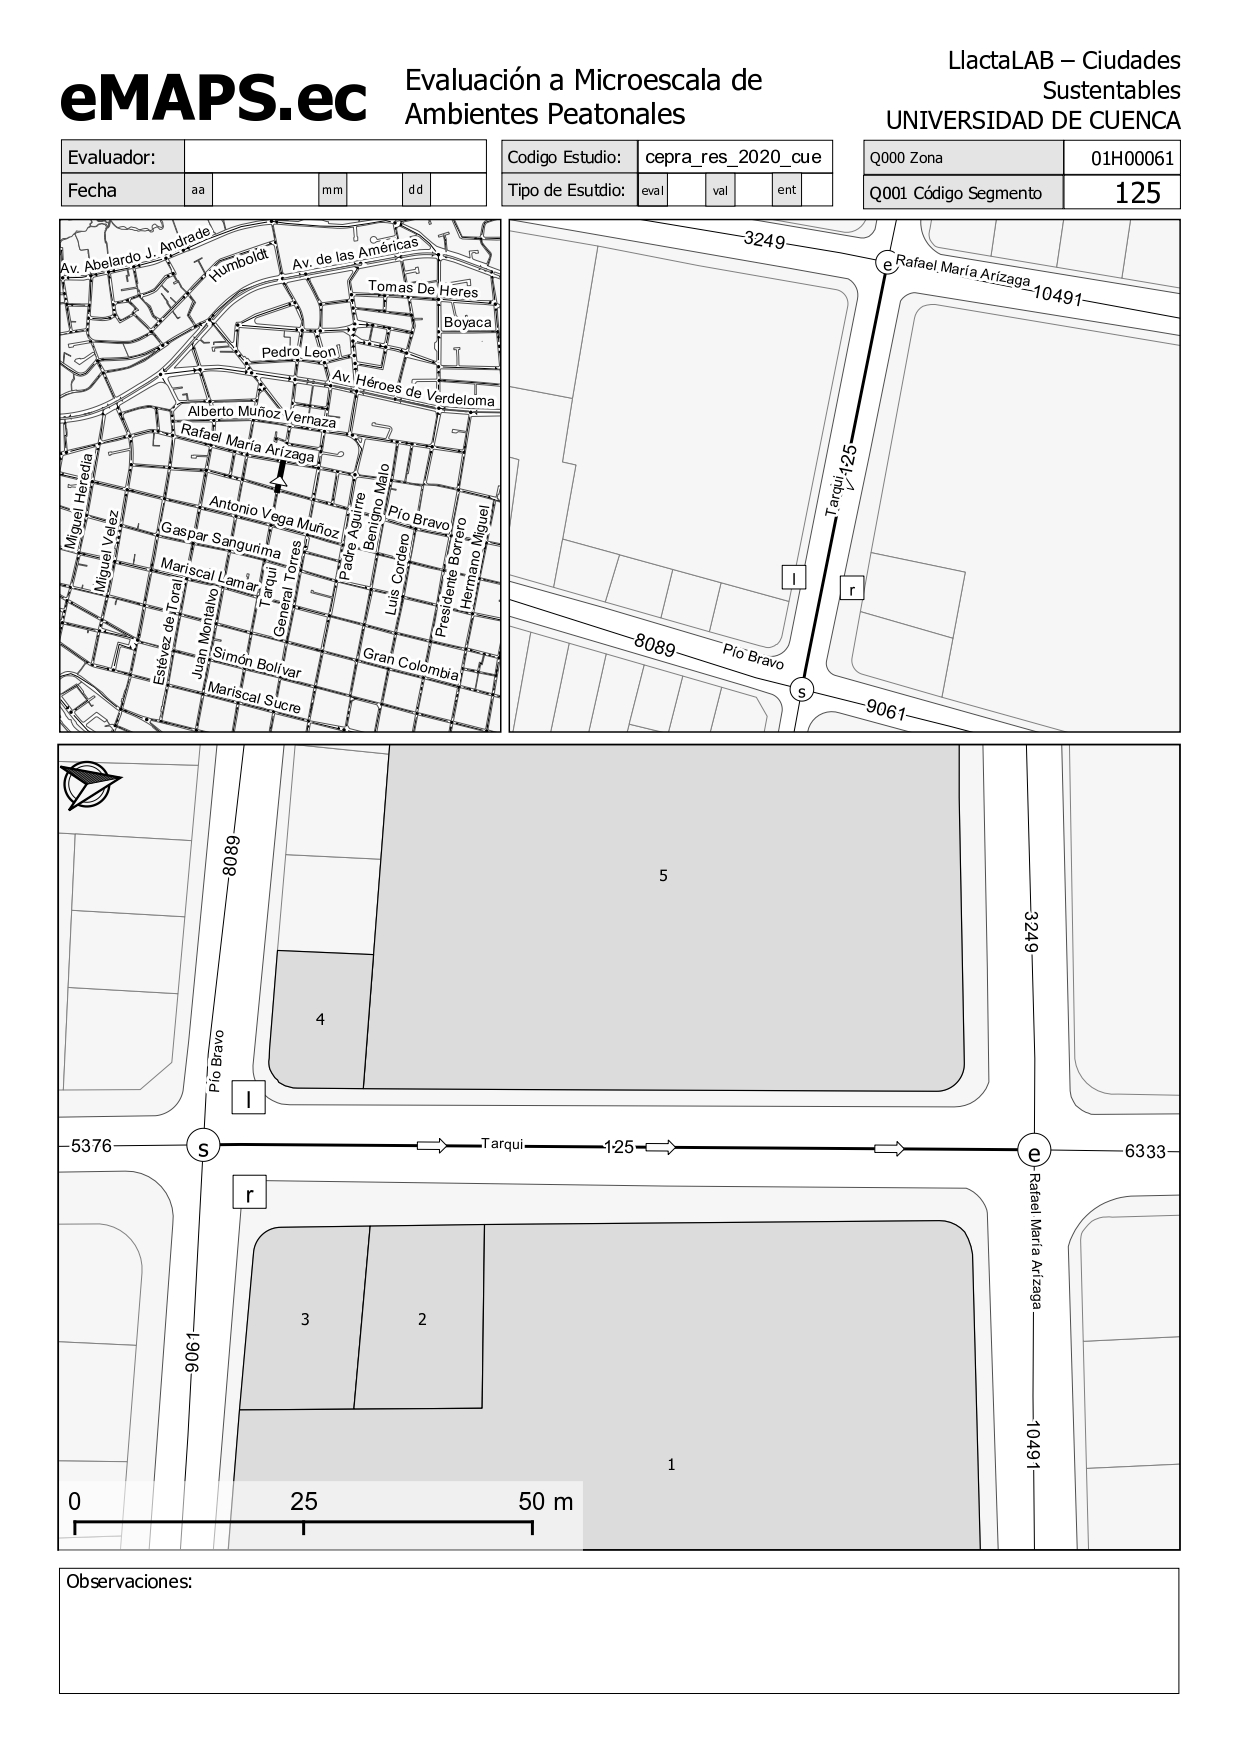 eMAPS.ec
Evaluación a Microescala de
Ambientes Peatonales
LlactaLAB – Ciudades
Sustentables
UNIVERSIDAD DE CUENCA
Evaluador:
Fecha aa mm dd
Codigo Estudio: cepra_res_2020_cue
Tipo de Esutdio: eval val ent
Q000 Zona 01H00061
Q001 Código Segmento 125
Av. Abelardo J. Andrade
Humboldt
Av. de las Américas
Tomas De Heres
Boyaca
Pedro Leon
Av. Héroes de Verdeloma
Alberto Muñoz Vernaza
Rafael María Arízaga
Miguel Heredia
Miguel Velez
Antonio Vega Muñoz
Padre Aguirre
Benigno Malo
Pío Bravo
Gaspar Sangurima
Mariscal Lamar
Tarqui
General Torres
Luis Cordero
Presidente Borrero
Hermano Miguel
Estévez de Toral
Juan Montalvo
Simón Bolívar
Gran Colombia
Mariscal Sucre
3249
e
Rafael María Arízaga
10491
Tarqui
125
l
r
8089
Pío Bravo
s
9061
8089
5
3249
4
Pío Bravo
l
5376
s
Tarqui
125
e
6333
r
Rafael María Arízaga
3
2
9061
10491
1
0 25 50 m
Observaciones: